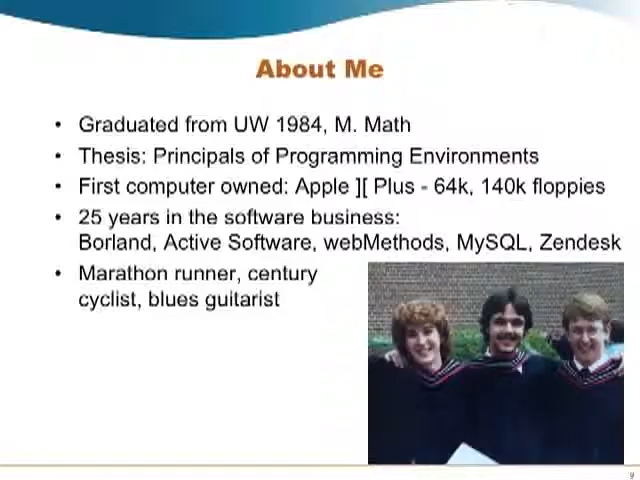 About Me
• Graduated from UW 1984, M. Math
• Thesis: Principals of Programming Environments
• First computer owned: Apple ][ Plus - 64k, 140k floppies
• 25 years in the software business:
Borland, Active Software, webMethods, MySQL, Zendesk
• Marathon runner, century
cyclist, blues guitarist
9